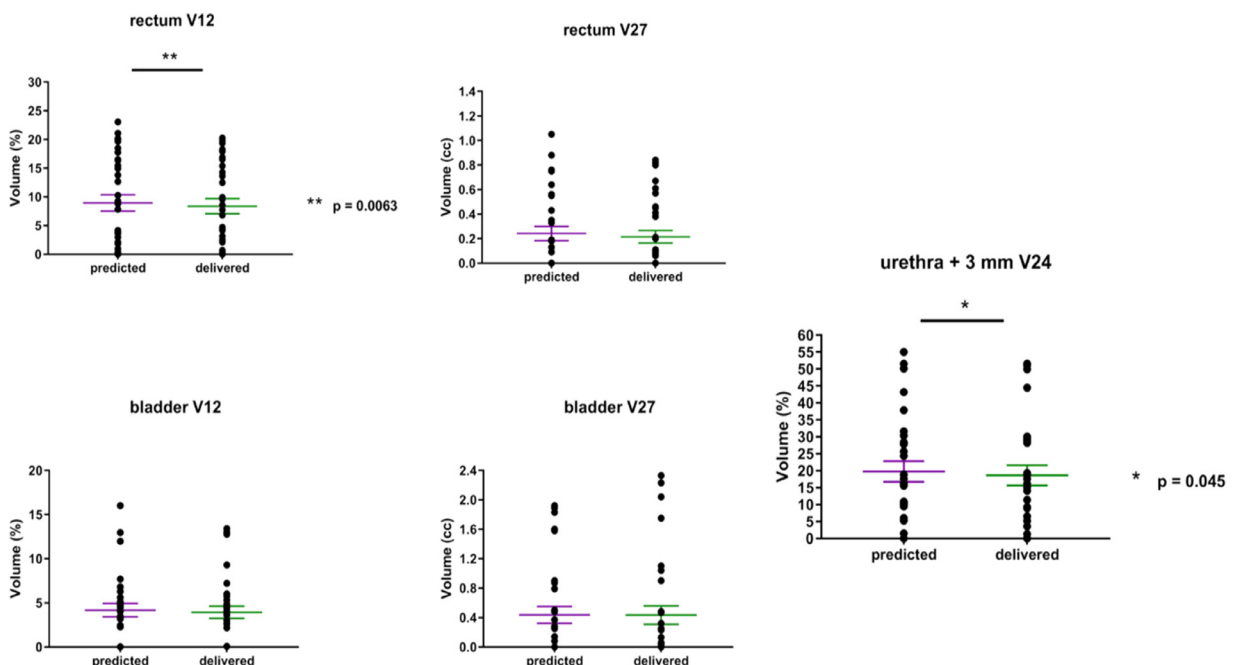 rectum V12
**
30
25
20
15
10
5
0
Volume (%)
predicted delivered
** p = 0.0063
rectum V27
1.4
1.2
1.0
0.8
0.6
0.4
0.2
0.0
Volume (cc)
predicted delivered
urethra + 3 mm V24
*
60
55
50
45
40
35
30
25
20
15
10
5
0
Volume (%)
predicted delivered
* p = 0.045
bladder V12
20
15
10
5
0
Volume (%)
predicted delivered
bladder V27
2.4
2.0
1.6
1.2
0.8
0.4
0.0
Volume (cc)
predicted delivered